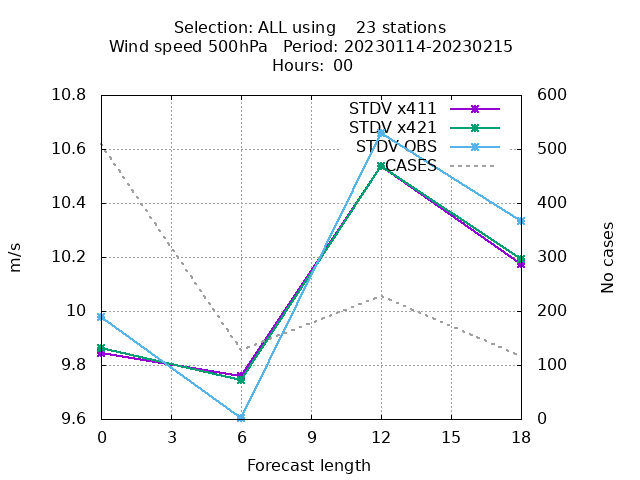 Selection: ALL using    23 stations
Wind speed 500hPa   Period: 20230114-20230215
Hours:  00
STDV x411
STDV x421
STDV OBS
CASES
10.8
10.6
10.4
10.2
10
9.8
9.6
600
500
400
300
200
100
0
m/s
No cases
0 3 6 9 12 15 18
Forecast length